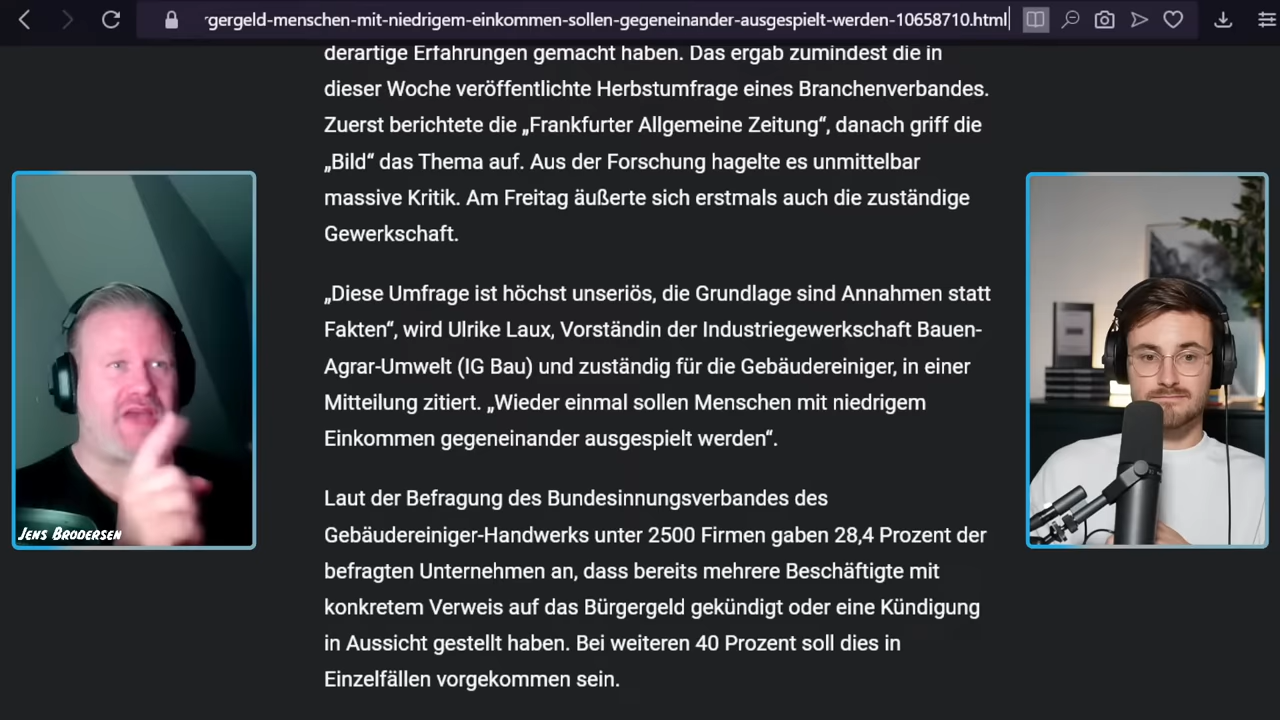 rgergeld-menschen-mit-niedrigem-einkommen-sollen-gegeneinander-ausgespielt-werden-10658710.html
derartige Erfahrungen gemacht haben. Das ergab zumindest die in
dieser Woche veröffentlichte Herbstumfrage eines Branchenverbandes.
Zuerst berichtete die „Frankfurter Allgemeine Zeitung“, danach griff die
„Bild“ das Thema auf. Aus der Forschung hagelte es unmittelbar
massive Kritik. Am Freitag äußerte sich erstmals auch die zuständige
Gewerkschaft.
„Diese Umfrage ist höchst unseriös, die Grundlage sind Annahmen statt
Fakten“, wird Ulrike Laux, Vorständin der Industriegewerkschaft Bauen-
Agrar-Umwelt (IG Bau) und zuständig für die Gebäudereiniger, in einer
Mitteilung zitiert. „Wieder einmal sollen Menschen mit niedrigem
Einkommen gegeneinander ausgespielt werden“.
Laut der Befragung des Bundesinnungsverbandes des
Gebäudereiniger-Handwerks unter 2500 Firmen gaben 28,4 Prozent der
befragten Unternehmen an, dass bereits mehrere Beschäftigte mit
konkretem Verweis auf das Bürgergeld gekündigt oder eine Kündigung
in Aussicht gestellt haben. Bei weiteren 40 Prozent soll dies in
Einzelfällen vorgekommen sein.
Jens Brodersen